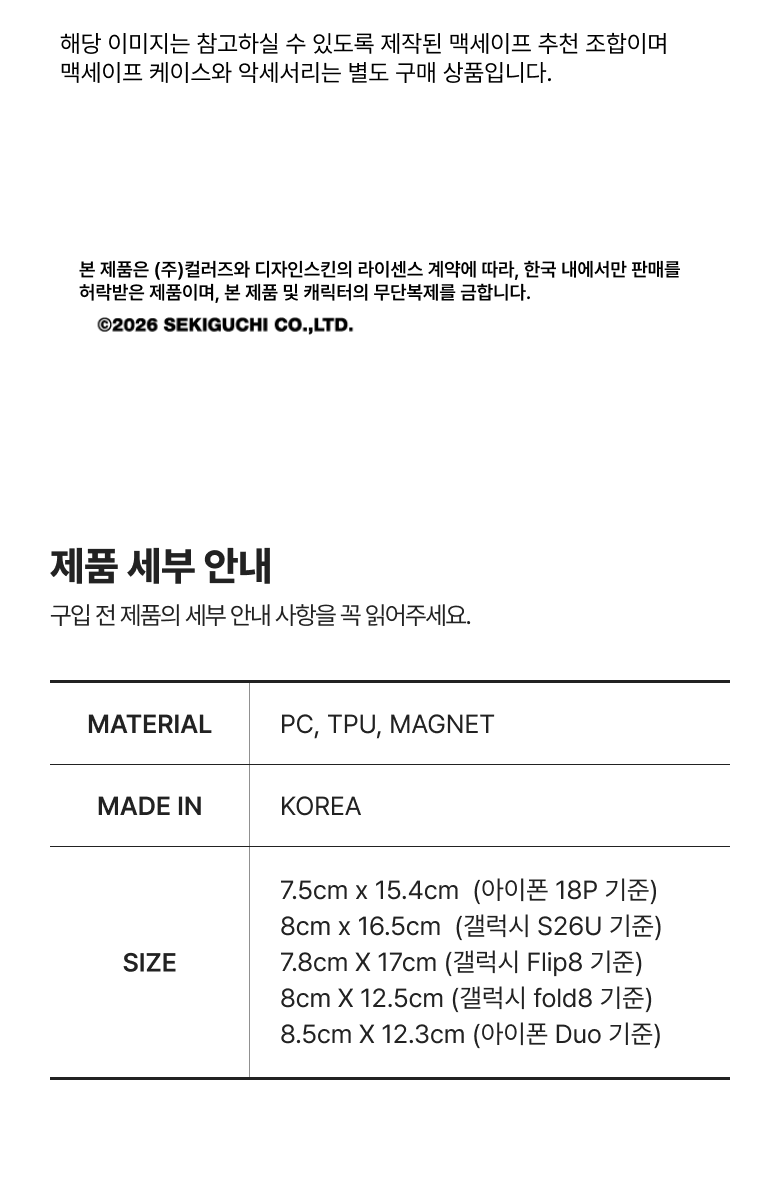 해당 이미지는 참고하실 수 있도록 제작된 맥세이프 추천 조합이며
맥세이프 케이스와 악세서리는 별도 구매 상품입니다.
본 제품은 (주)컬러즈와 디자인스킨의 라이센스 계약에 따라, 한국 내에서만 판매를
허락받은 제품이며, 본 제품 및 캐릭터의 무단복제를 금합니다.
©2026 SEKIGUCHI CO.,LTD.
제품 세부 안내
구입 전 제품의 세부 안내 사항을 꼭 읽어주세요.
MATERIAL PC, TPU, MAGNET
MADE IN KOREA
SIZE
7.5cm x 15.4cm (아이폰 18P 기준)
8cm x 16.5cm (갤럭시 S26U 기준)
7.8cm X 17cm (갤럭시 Flip8 기준)
8cm X 12.5cm (갤럭시 fold8 기준)
8.5cm X 12.3cm (아이폰 Duo 기준)